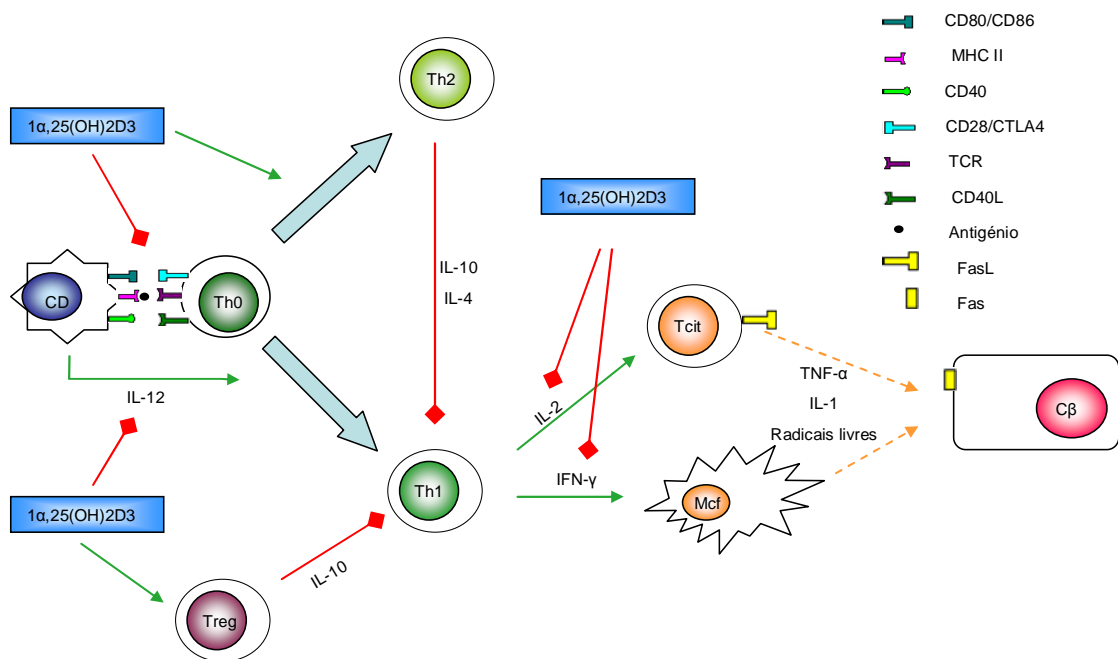 Th2
1α,25(OH)2D3
CD
Th0
IL-12
IL-10
IL-4
1α,25(OH)2D3
Th1
Treg
IL-10
1α,25(OH)2D3
IL-2
IFN-γ
Tcit
Mcf
TNF-α
IL-1
Radicais livres
Cβ
CD80/CD86
MHC II
CD40
CD28/CTLA4
TCR
CD40L
Antigénio
FasL
Fas